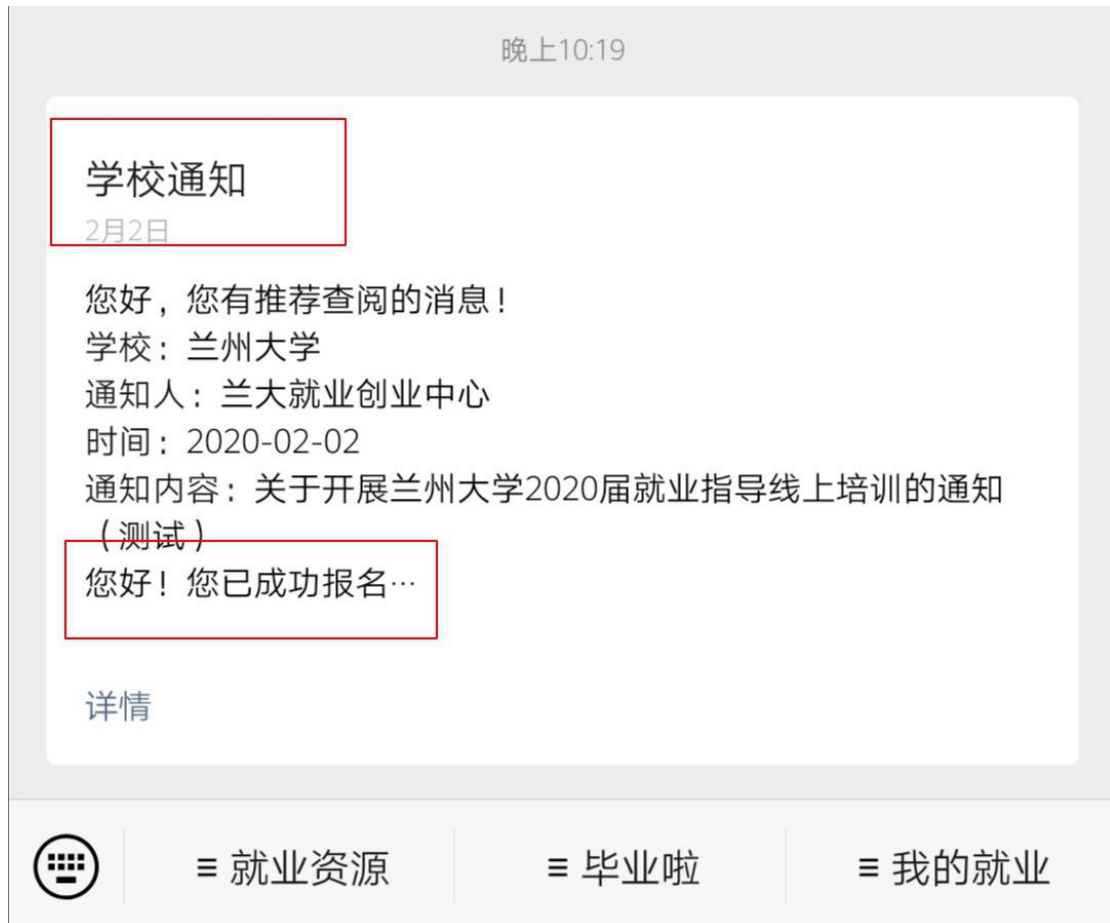 晚上10:19
学校通知
2月2日
您好，您有推荐查阅的消息！
学校：兰州大学
通知人：兰大就业创业中心
时间：2020-02-02
通知内容：关于开展兰州大学2020届就业指导线上培训的通知
（测试）
您好！您已成功报名…
详情
≡ 就业资源 ≡ 毕业啦 ≡ 我的就业